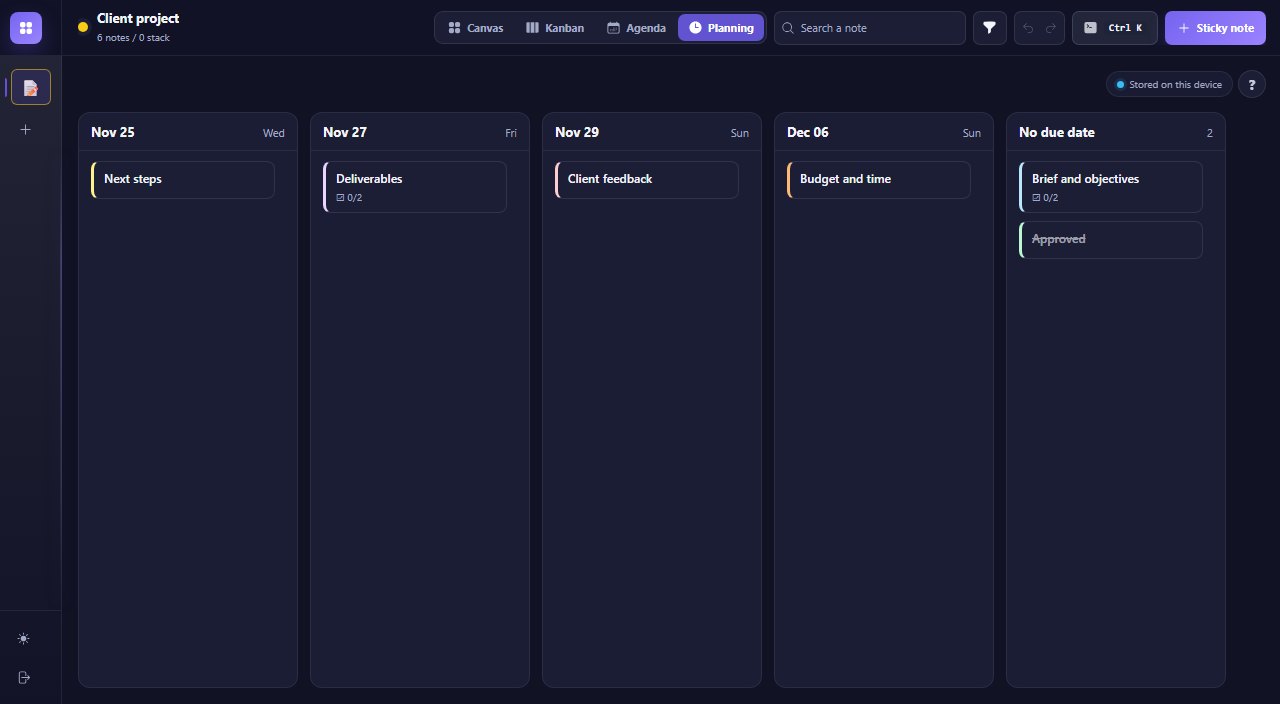 Client project
6 notes / 0 stack
Canvas
Kanban
Agenda
Planning
Search a note
Ctrl K
Sticky note
Stored on this device
?
Nov 25
Wed
Next steps
Nov 27
Fri
Deliverables
0/2
Nov 29
Sun
Client feedback
Dec 06
Sun
Budget and time
No due date
2
Brief and objectives
0/2
Approved